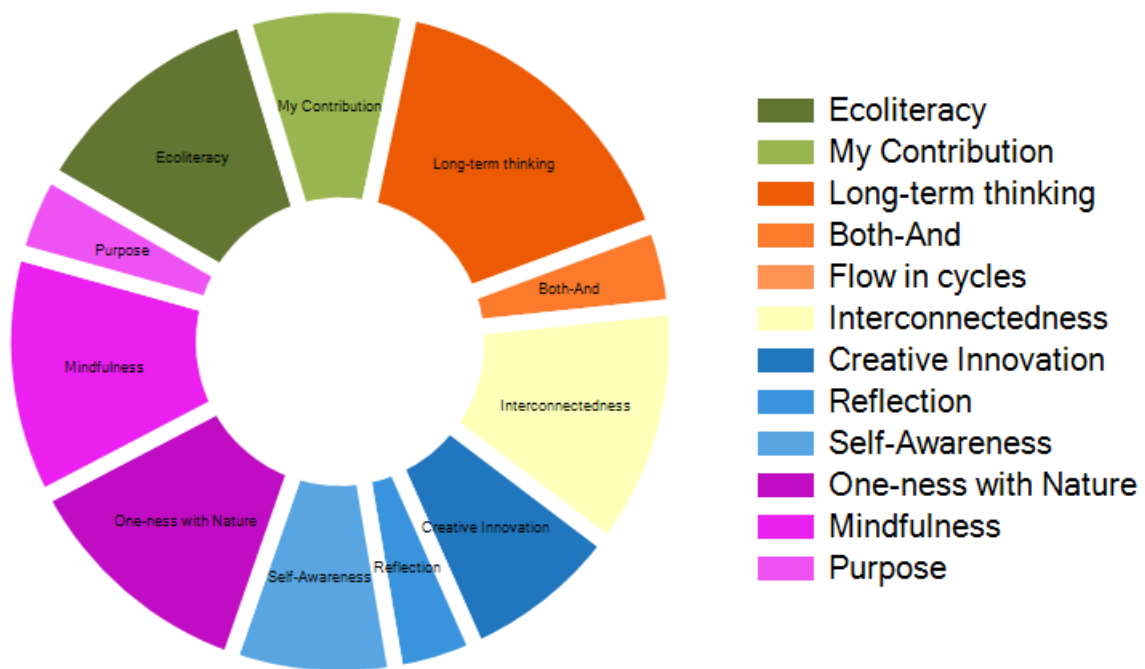 My Contribution
Ecoliteracy
Long-term thinking
Purpose
Both-And
Mindfulness
Interconnectedness
One-ness with Nature
Creative Innovation
Self-Awareness
Reflection
Ecoliteracy
My Contribution
Long-term thinking
Both-And
Flow in cycles
Interconnectedness
Creative Innovation
Reflection
Self-Awareness
One-ness with Nature
Mindfulness
Purpose